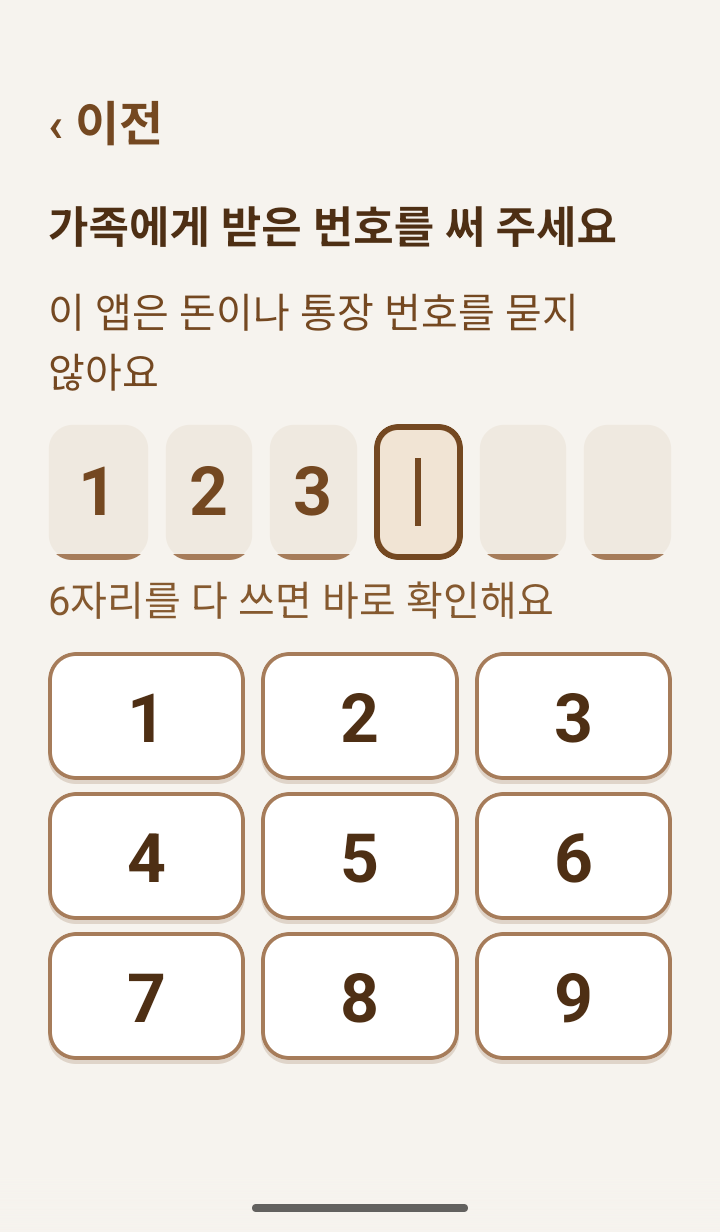 ‹ 이전
가족에게 받은 번호를 써 주세요
이 앱은 돈이나 통장 번호를 묻지
않아요
1 2 3
6자리를 다 쓰면 바로 확인해요
1 2 3
4 5 6
7 8 9